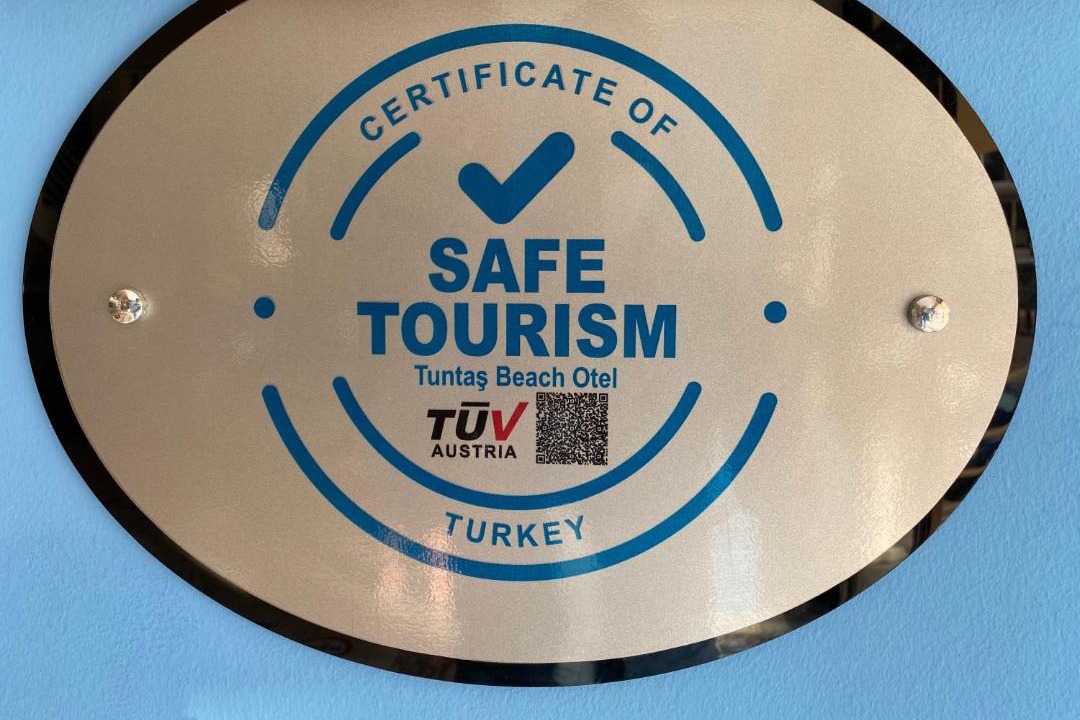 CERTIFICATE OF
SAFE
TOURISM
Tuntaş Beach Otel
TÜV
AUSTRIA
TURKEY